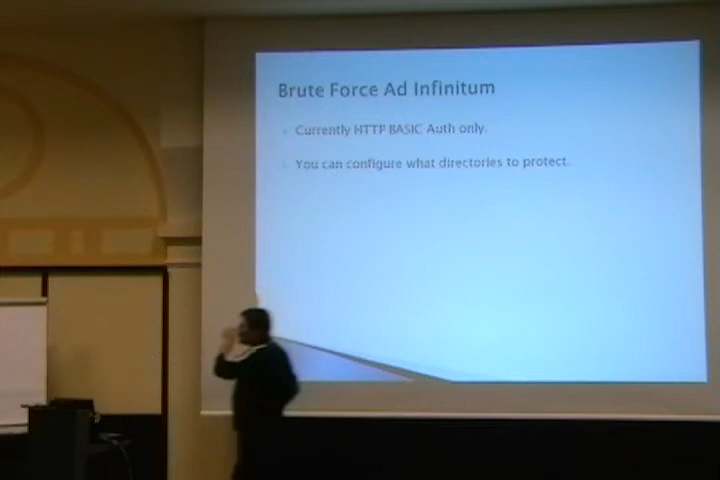 Brute Force Ad Infinitum
Currently HTTP BASIC Auth only.
You can configure what directories to protect.